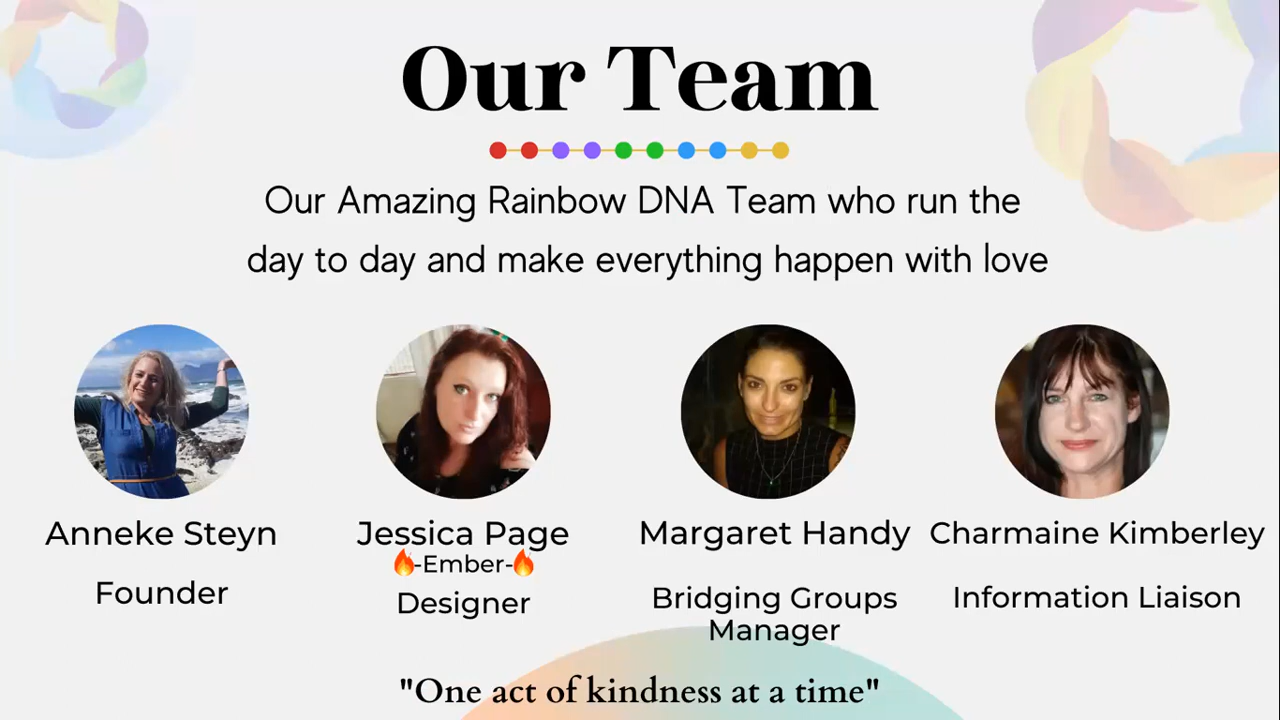 Our Team
Our Amazing Rainbow DNA Team who run the
day to day and make everything happen with love
Anneke Steyn
Founder
Jessica Page
🔥-Ember-🔥
Designer
Margaret Handy
Bridging Groups
Manager
Charmaine Kimberley
Information Liaison
"One act of kindness at a time"